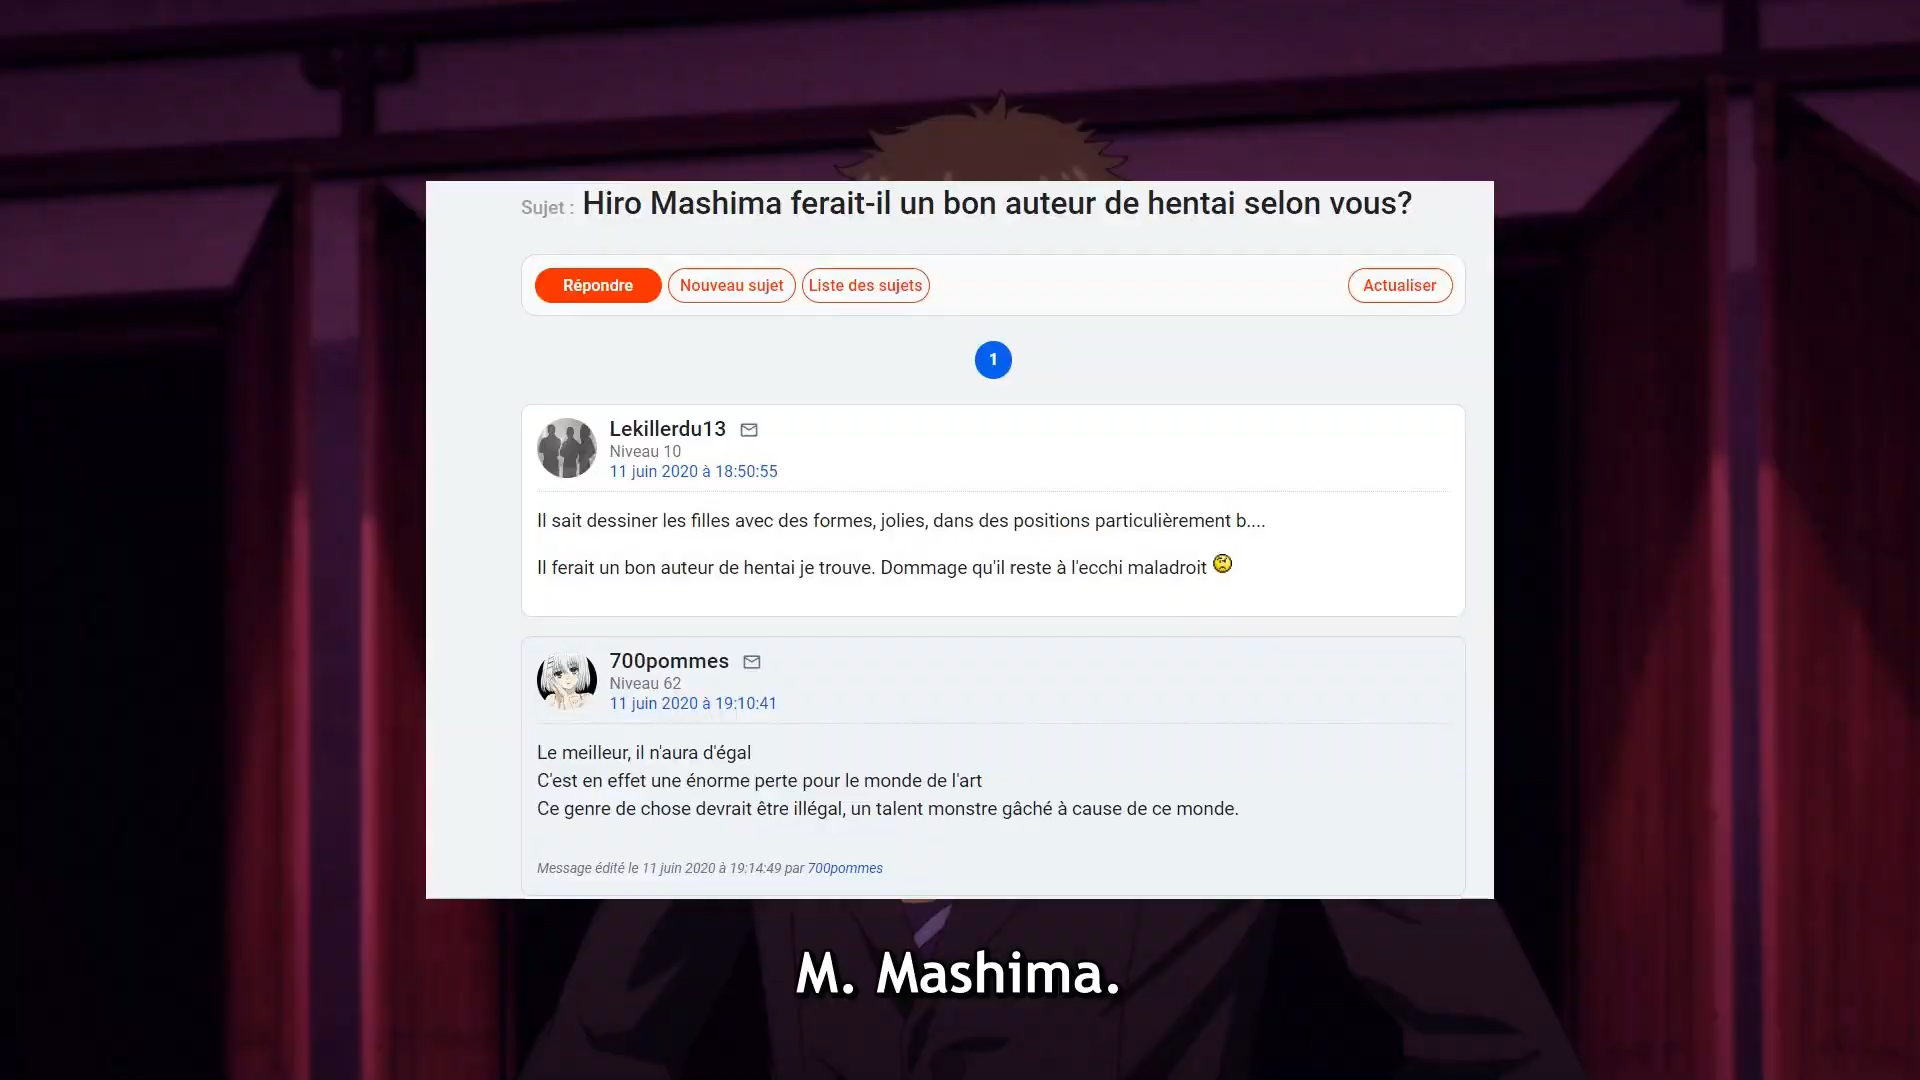 Sujet : Hiro Mashima ferait-il un bon auteur de hentai selon vous?
Répondre Nouveau sujet Liste des sujets Actualiser
1
Lekillerdu13
Niveau 10
11 juin 2020 à 18:50:55
Il sait dessiner les filles avec des formes, jolies, dans des positions particulièrement b....
Il ferait un bon auteur de hentai je trouve. Dommage qu'il reste à l'ecchi maladroit
700pommes
Niveau 62
11 juin 2020 à 19:10:41
Le meilleur, il n'aura d'égal
C'est en effet une énorme perte pour le monde de l'art
Ce genre de chose devrait être illégal, un talent monstre gâché à cause de ce monde.
Message édité le 11 juin 2020 à 19:14:49 par 700pommes
M. Mashima.